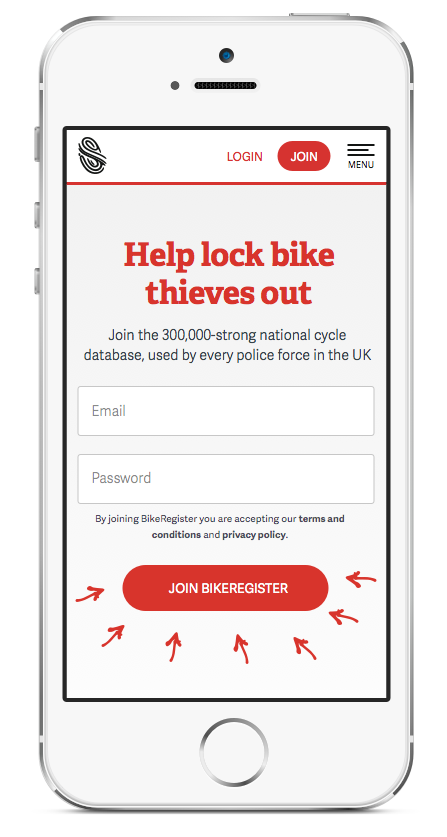 LOGIN JOIN MENU
Help lock bike
thieves out
Join the 300,000-strong national cycle
database, used by every police force in the UK
Email
Password
By joining BikeRegister you are accepting our terms and
conditions and privacy policy.
JOIN BIKEREGISTER